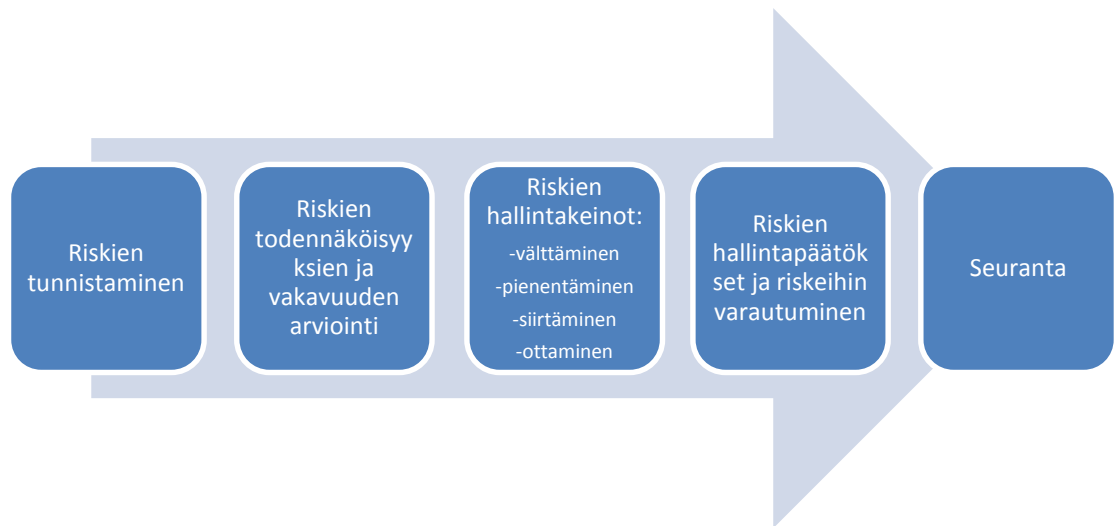 Riskien
tunnistaminen
Riskien
todennäköisyy
ksien ja
vakavuuden
arviointi
Riskien
hallintakeinot:
-välttäminen
-pienentäminen
-siirtäminen
-ottaminen
Riskien
hallintapäätök
set ja riskeihin
varautuminen
Seuranta